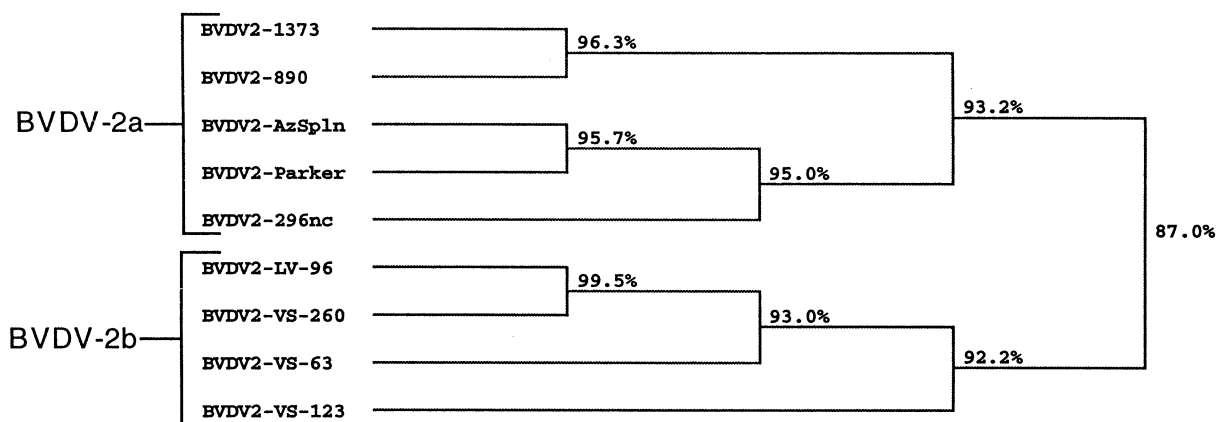 BVDV2-1373
96.3%
BVDV2-890
93.2%
BVDV-2a
BVDV2-AzSpln
95.7%
BVDV2-Parker
95.0%
BVDV2-296nc
87.0%
BVDV2-LV-96
99.5%
BVDV2-VS-260
93.0%
BVDV-2b
BVDV2-VS-63
92.2%
BVDV2-VS-123